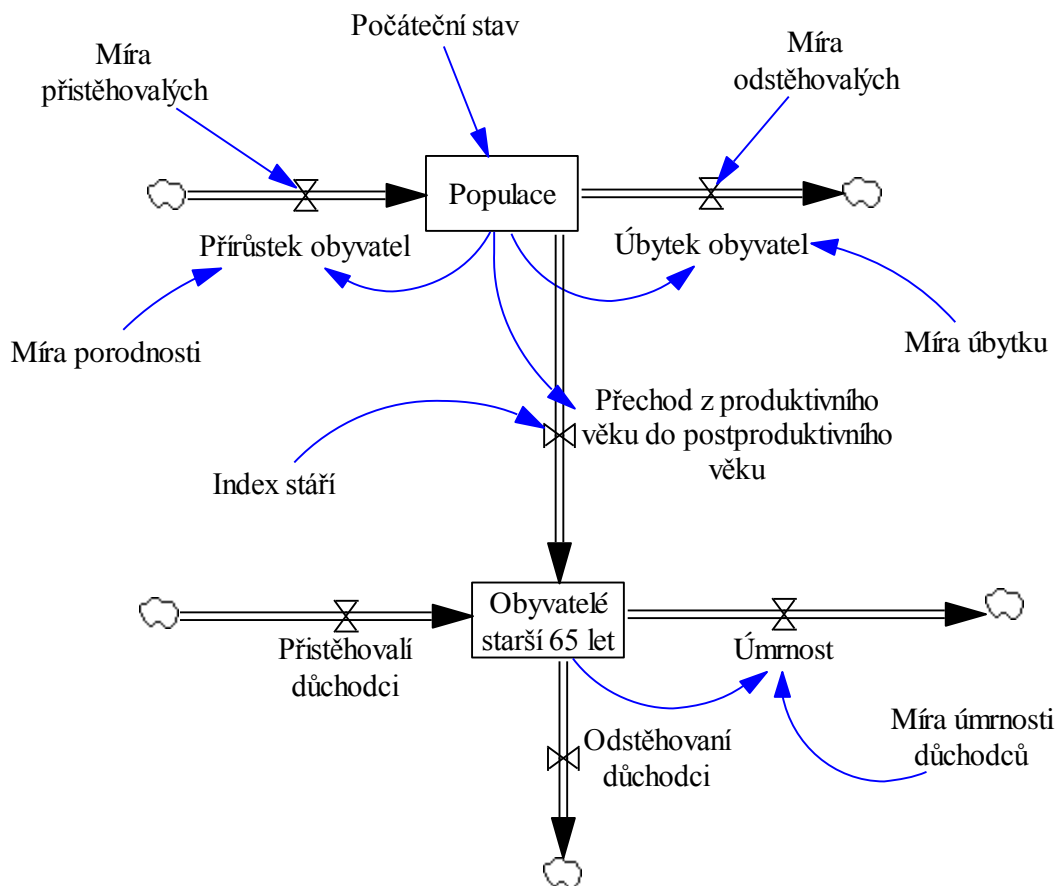 Počáteční stav
Míra
přistěhovalých
Míra
odstěhovalých
Populace
Přírůstek obyvatel
Úbytek obyvatel
Míra porodnosti
Míra úbytku
Přechod z produktivního
věku do postproduktivního
věku
Index stáří
Obyvatelé
starší 65 let
Přistěhovalí
důchodci
Úmrnost
Odstěhovaní
důchodci
Míra úmrnosti
důchodců